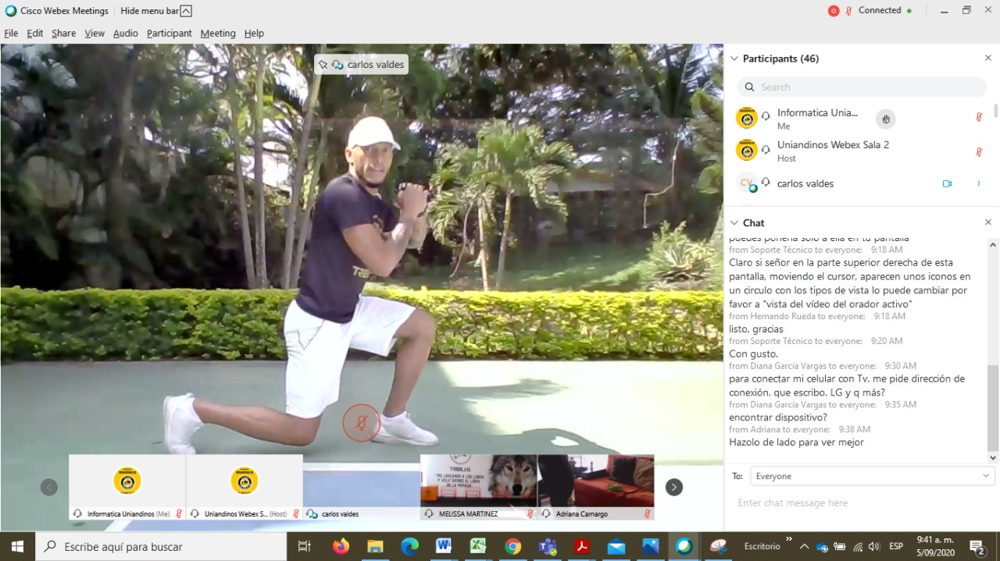 Cisco Webex Meetings
Hide menu bar
Connected
File Edit Share View Audio Participant Meeting Help
carlos valdes
Participants (46)
Search
Informatica Unia...
Me
Uniandinos Webex Sala 2
Host
CV
carlos valdes
Chat
puedes ponerla solo a ella en tu pantalla
from Soporte Técnico to everyone: 9:18 AM
Claro si señor en la parte superior derecha de esta
pantalla, moviendo el cursor, aparecen unos iconos en
un circulo con los tipos de vista lo puede cambiar por
favor a "vista del vídeo del orador activo"
from Hernando Rueda to everyone: 9:18 AM
listo, gracias
from Soporte Técnico to everyone: 9:20 AM
Con gusto.
from Diana García Vargas to everyone: 9:30 AM
para conectar mi celular con Tv. me pide dirección de
conexión. que escribo. LG y q más?
from Diana García Vargas to everyone: 9:35 AM
encontrar dispositivo?
from Adriana to everyone: 9:38 AM
Hazolo de lado para ver mejor
To: Everyone
Enter chat message here
TRIBU6
"ME LANZARON A LOS LOBOS
Y VOLVI SIENDO EL LIDER
DE LA MANADA"
Informatica Uniandinos (Me)
Uniandinos Webex S... (Host)
carlos valdes
MELISSA MARTINEZ
Adriana Camargo
Escribe aquí para buscar
Escritorio
ESP
9:41 a. m.
5/09/2020
2